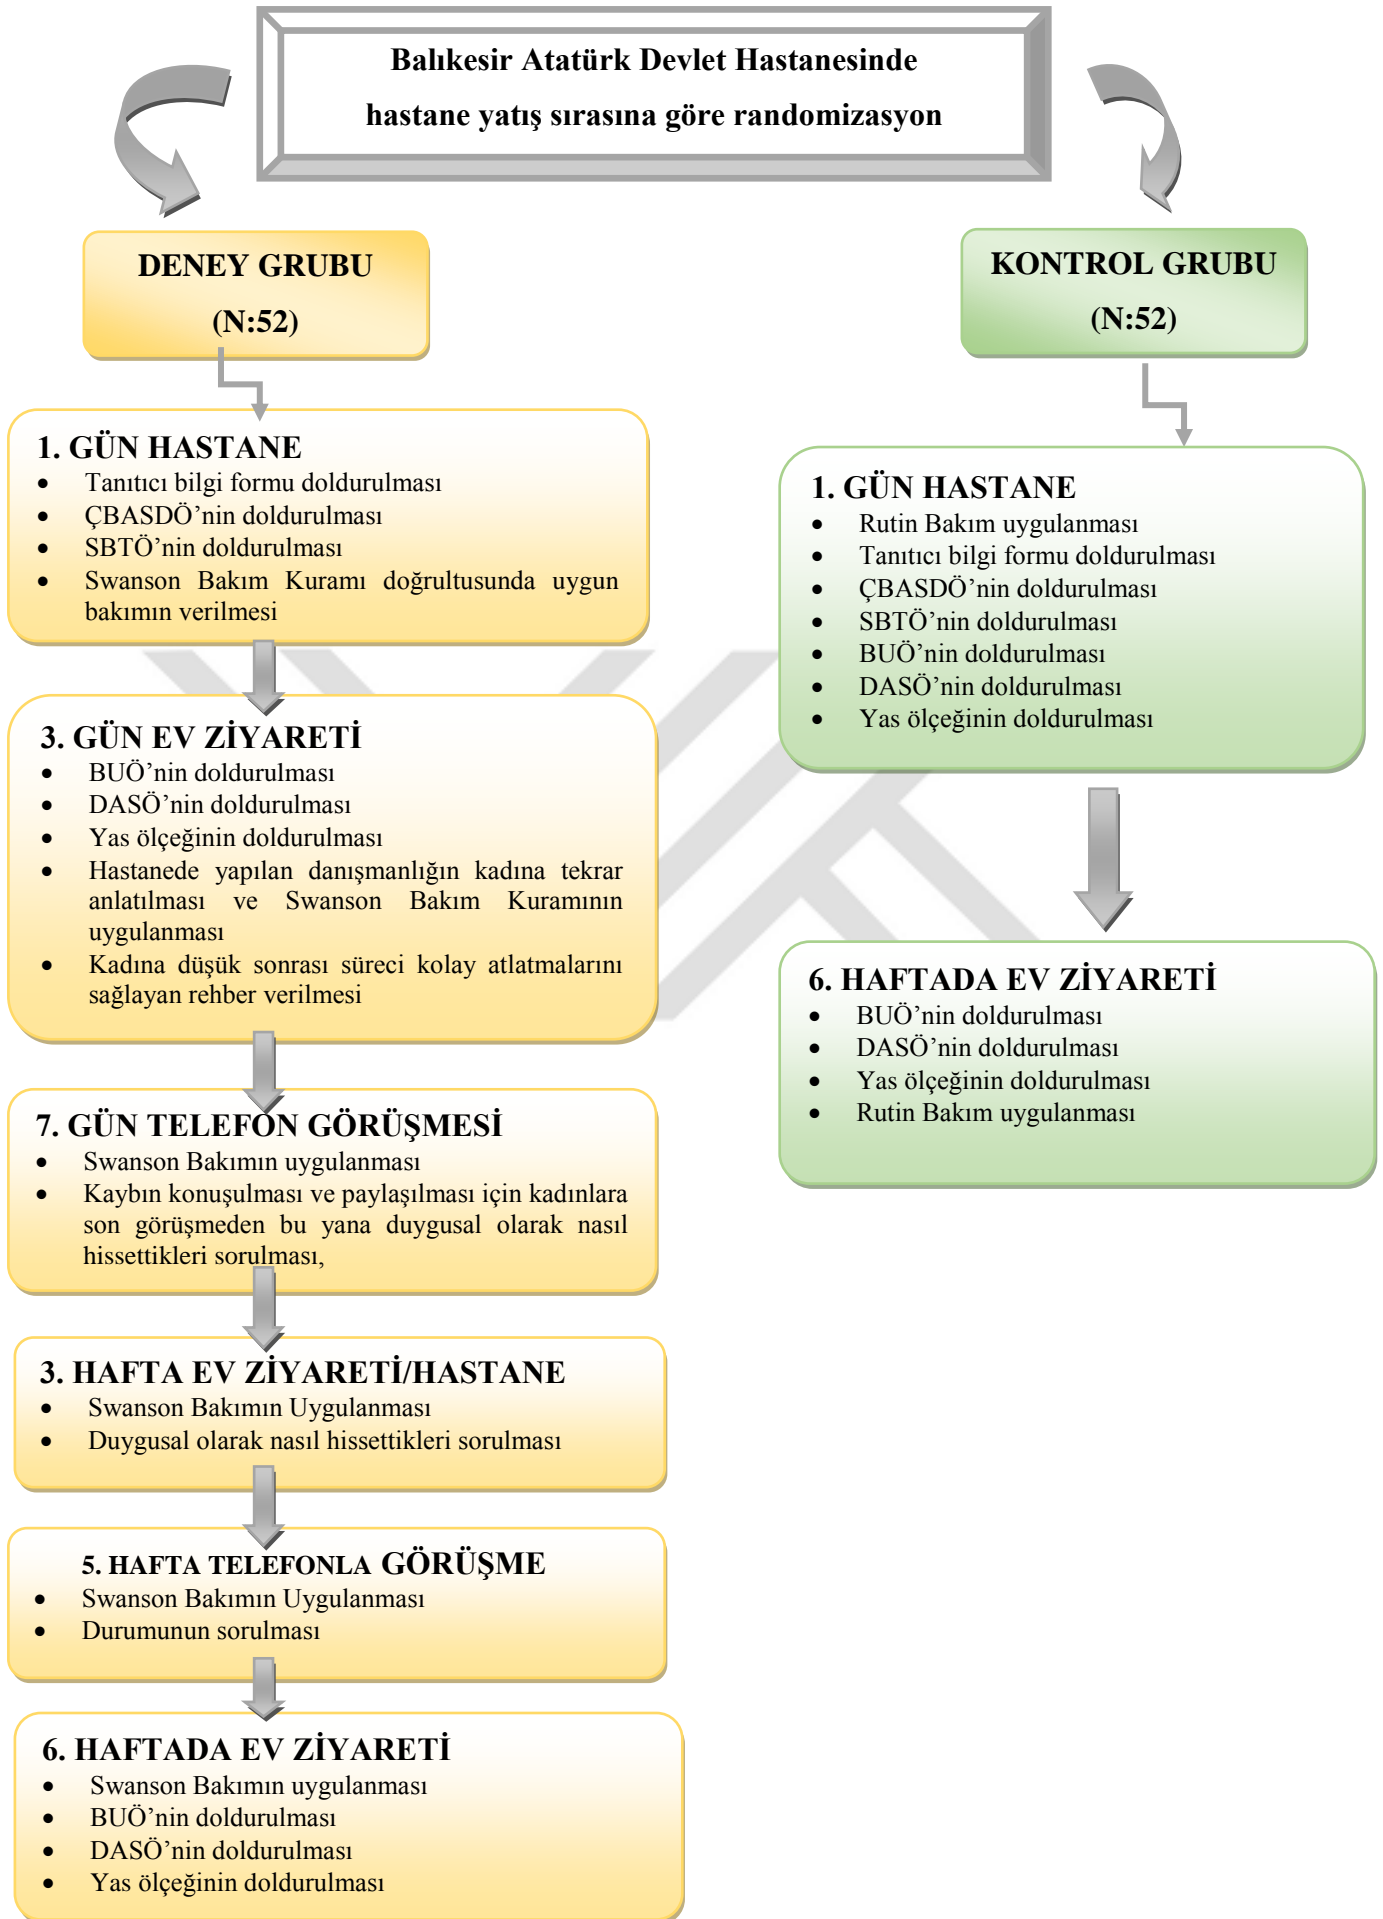 Balıkesir Atatürk Devlet Hastanesinde
hastane yatış sırasına göre randomizasyon
DENEY GRUBU
(N:52)
1. GÜN HASTANE
• Tanıtıcı bilgi formu doldurulması
• ÇBASDÖ’nin doldurulması
• SBTÖ’nin doldurulması
• Swanson Bakım Kuramı doğrultusunda uygun
bakımın verilmesi
3. GÜN EV ZİYARETİ
• BUÖ’nin doldurulması
• DASÖ’nin doldurulması
• Yas ölçeğinin doldurulması
• Hastanede yapılan danışmanlığın kadına tekrar
anlatılması ve Swanson Bakım Kuramının
uygulanması
• Kadına düşük sonrası süreci kolay atlatmalarını
sağlayan rehber verilmesi
7. GÜN TELEFON GÖRÜŞMESİ
• Swanson Bakımın uygulanması
• Kaybın konuşulması ve paylaşılması için kadınlara
son görüşmeden bu yana duygusal olarak nasıl
hissettikleri sorulması,
3. HAFTA EV ZİYARETİ/HASTANE
• Swanson Bakımın Uygulanması
• Duygusal olarak nasıl hissettikleri sorulması
5. HAFTA TELEFONLA GÖRÜŞME
• Swanson Bakımın Uygulanması
• Durumunun sorulması
6. HAFTADA EV ZİYARETİ
• Swanson Bakımın uygulanması
• BUÖ’nin doldurulması
• DASÖ’nin doldurulması
• Yas ölçeğinin doldurulması
KONTROL GRUBU
(N:52)
1. GÜN HASTANE
• Rutin Bakım uygulanması
• Tanıtıcı bilgi formu doldurulması
• ÇBASDÖ’nin doldurulması
• SBTÖ’nin doldurulması
• BUÖ’nin doldurulması
• DASÖ’nin doldurulması
• Yas ölçeğinin doldurulması
6. HAFTADA EV ZİYARETİ
• BUÖ’nin doldurulması
• DASÖ’nin doldurulması
• Yas ölçeğinin doldurulması
• Rutin Bakım uygulanması